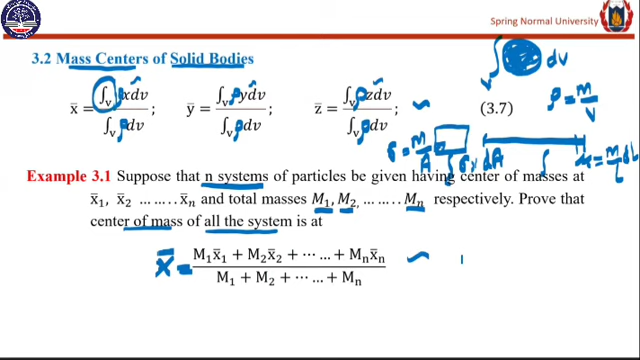 Spring Normal University
3.2 Mass Centers of Solid Bodies
x̄ = ∫ᵥ ρxdv / ∫ᵥ ρdv ; ȳ = ∫ᵥ ρydv / ∫ᵥ ρdv ; z̄ = ∫ᵥ ρzdv / ∫ᵥ ρdv ; (3.7)
∫ᵥ dv
ρ = M/V
σ = M/A
Example 3.1 Suppose that n systems of particles be given having center of masses at
x̄₁, x̄₂ …….. x̄ₙ and total masses M₁, M₂, …….. Mₙ respectively. Prove that
center of mass of all the system is at
x̄ = M₁x̄₁ + M₂x̄₂ + ⋯ … + Mₙx̄ₙ / M₁ + M₂ + ⋯ … + Mₙ